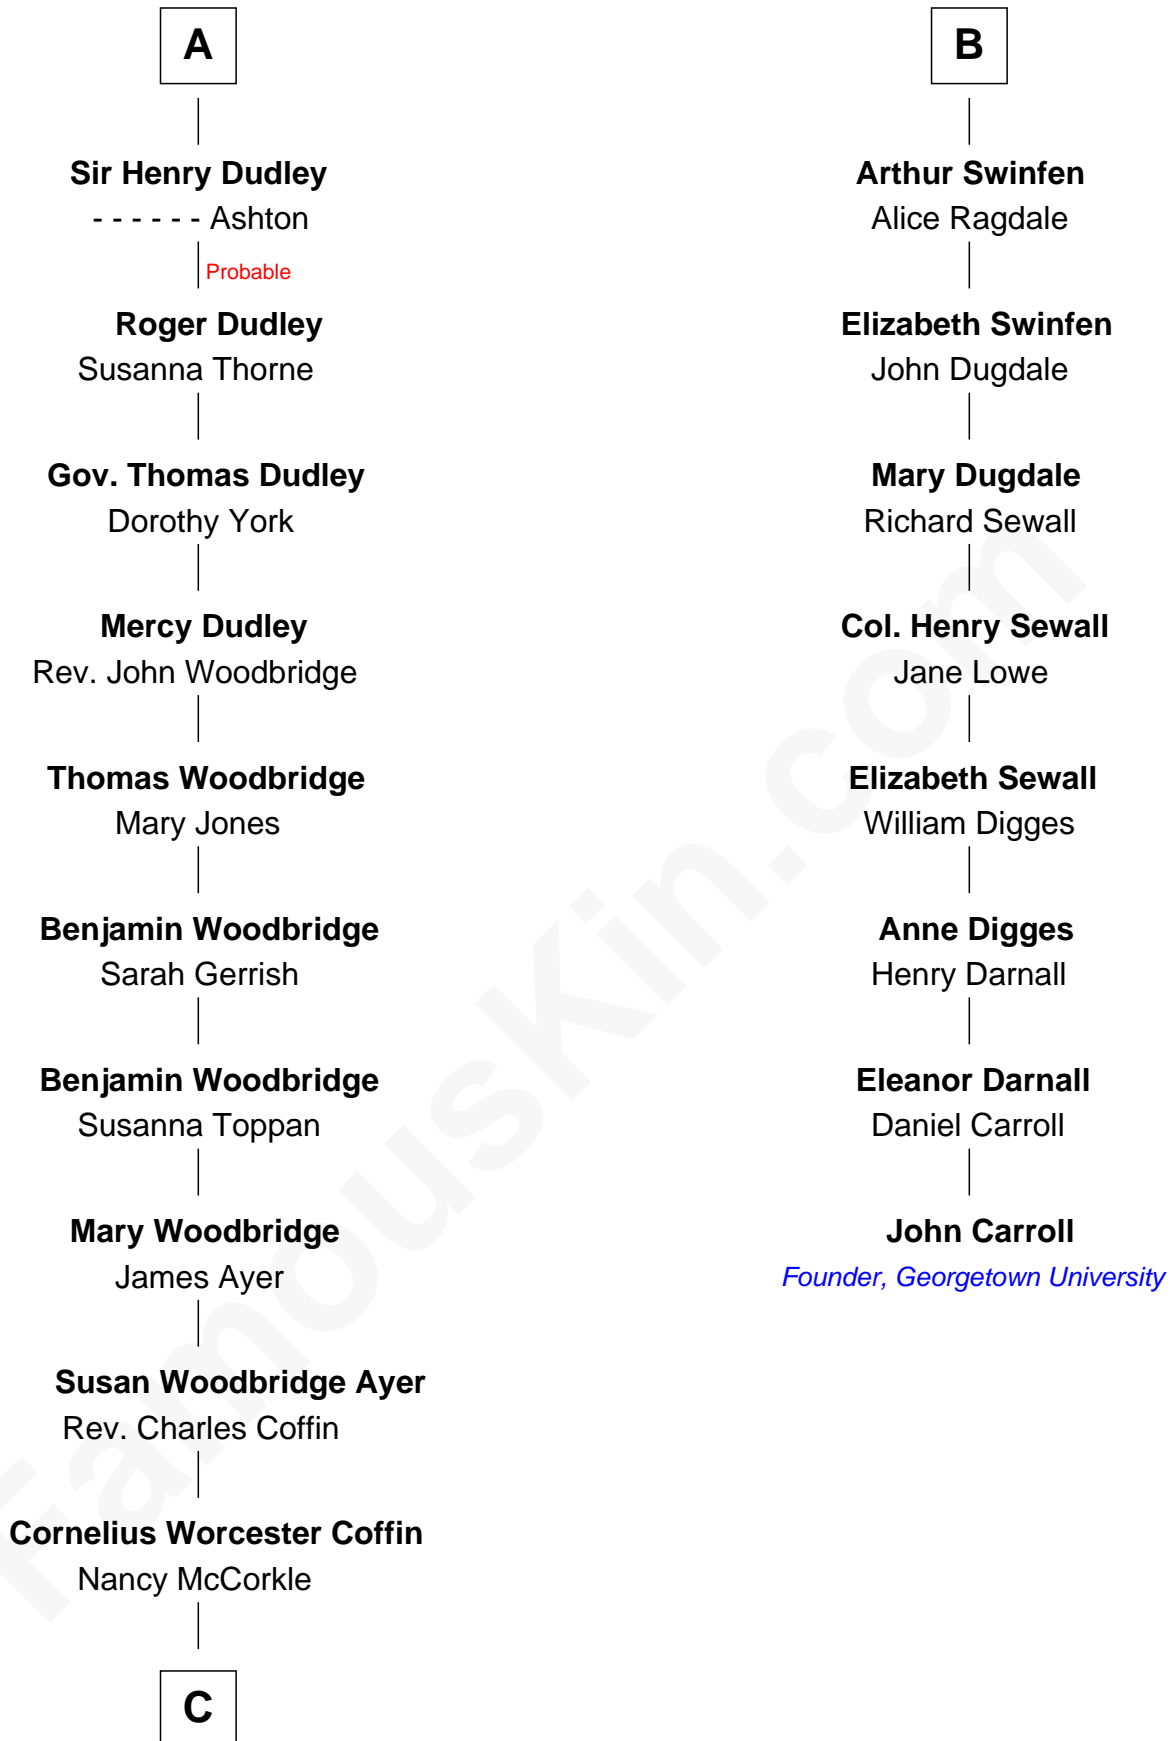 A
Sir Henry Dudley
- - - - - - Ashton
Probable
Roger Dudley
Susanna Thorne
Gov. Thomas Dudley
Dorothy York
Mercy Dudley
Rev. John Woodbridge
Thomas Woodbridge
Mary Jones
Benjamin Woodbridge
Sarah Gerrish
Benjamin Woodbridge
Susanna Toppan
Mary Woodbridge
James Ayer
Susan Woodbridge Ayer
Rev. Charles Coffin
Cornelius Worcester Coffin
Nancy McCorkle
C
B
Arthur Swinfen
Alice Ragdale
Elizabeth Swinfen
John Dugdale
Mary Dugdale
Richard Sewall
Col. Henry Sewall
Jane Lowe
Elizabeth Sewall
William Digges
Anne Digges
Henry Darnall
Eleanor Darnall
Daniel Carroll
John Carroll
Founder, Georgetown University
FamousKin.com